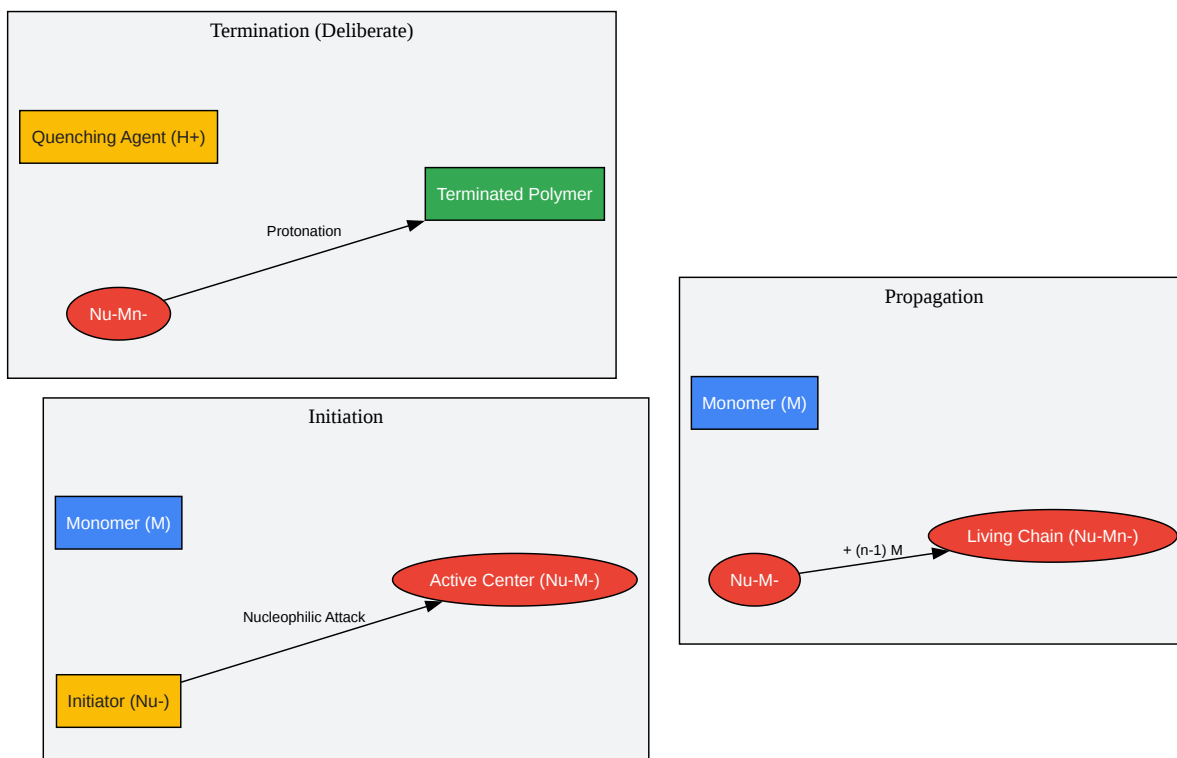 Termination (Deliberate)
Quenching Agent (H+)
Terminated Polymer
Protonation
Nu-Mn-
Initiation
Monomer (M)
Active Center (Nu-M-)
Nucleophilic Attack
Initiator (Nu-)
Propagation
Monomer (M)
Living Chain (Nu-Mn-)
+ (n-1) M
Nu-M-